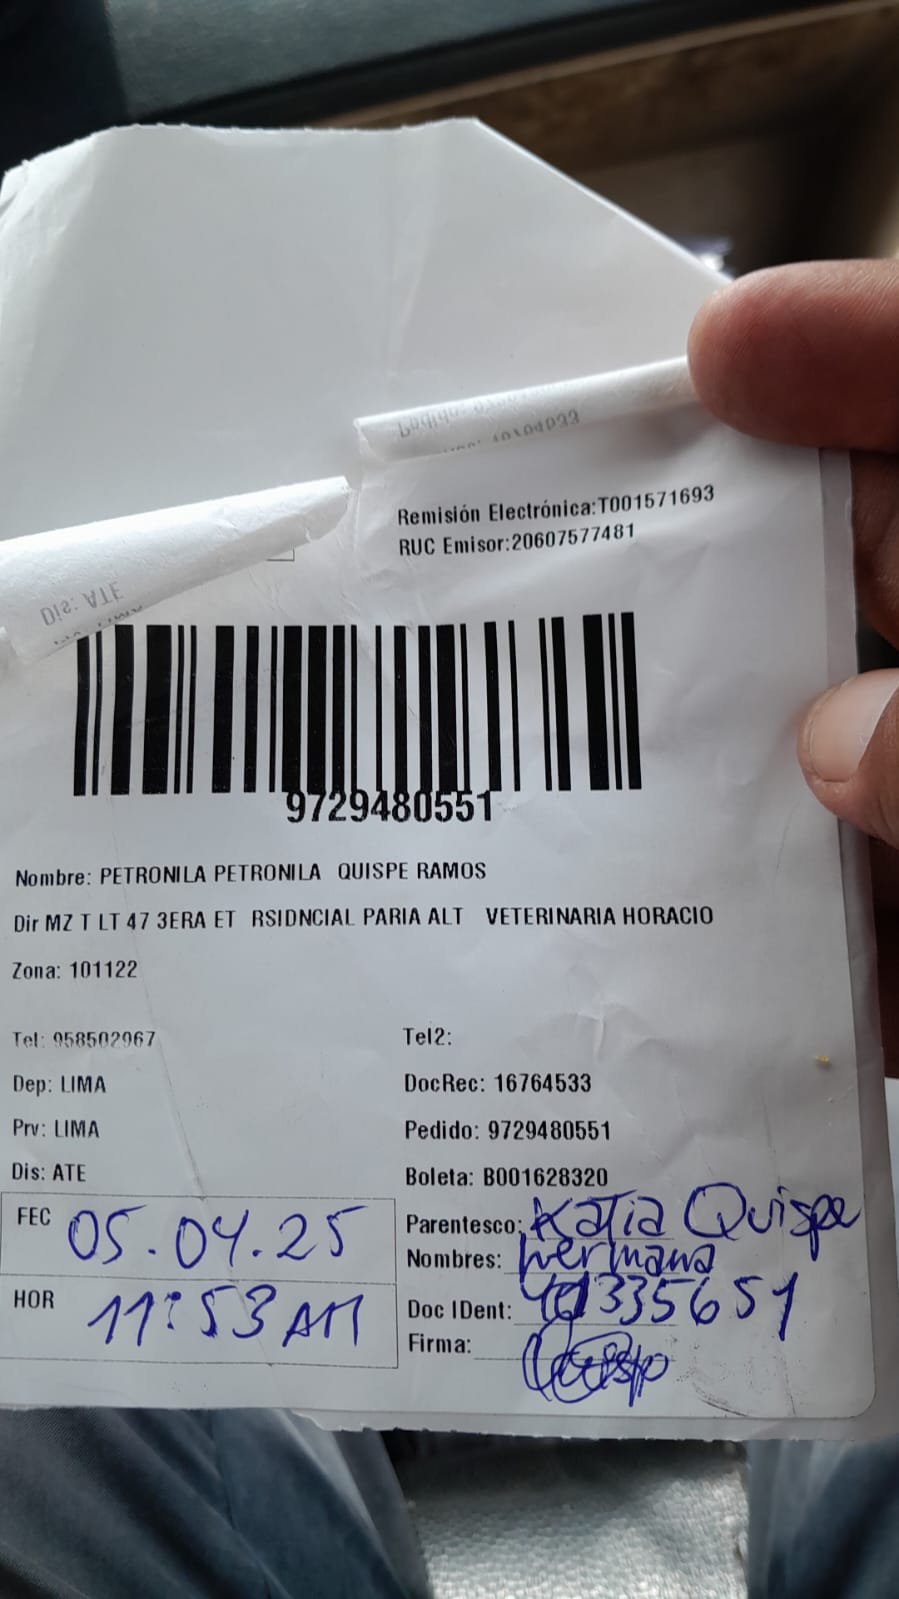 Dis: ATE
Remisión Electrónica:T001571693
RUC Emisor:20607577481
9729480551
Nombre: PETRONILA PETRONILA QUISPE RAMOS
Dir MZ T LT 47 3ERA ET RSIDNCIAL PARIA ALT VETERINARIA HORACIO
Zona: 101122
Tel: 958502967 Tel2:
Dep: LIMA DocRec: 16764533
Prv: LIMA Pedido: 9729480551
Dis: ATE Boleta: B001628320
FEC 05.04.25 Parentesco: Katia Quispe
Nombres: hermana
HOR 11:53 AM Doc IDent:
Firma: